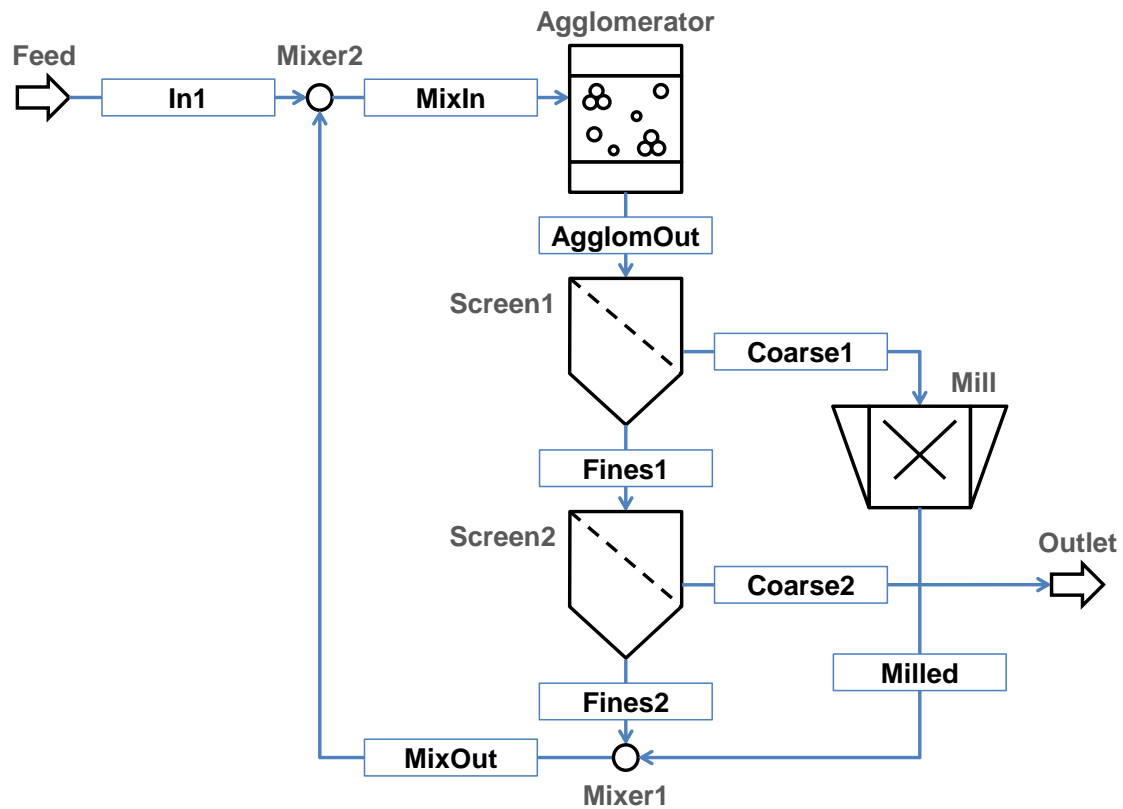 Agglomerator
Feed
Mixer2
In1
MixIn
AgglomOut
Screen1
Coarse1
Mill
Fines1
Screen2
Outlet
Coarse2
Milled
Fines2
MixOut
Mixer1